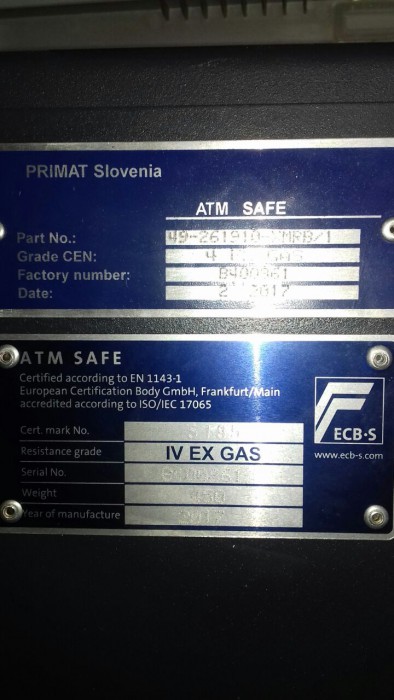 PRIMAT Slovenia
ATM SAFE
Part No.:
Grade CEN:
Factory number:
Date:
ATM SAFE
Certified according to EN 1143-1
European Certification Body GmbH, Frankfurt/Main
accredited according to ISO/IEC 17065
ECB·S
www.ecb-s.com
Cert. mark No.
Resistance grade IV EX GAS
Serial No.
Weight
Year of manufacture